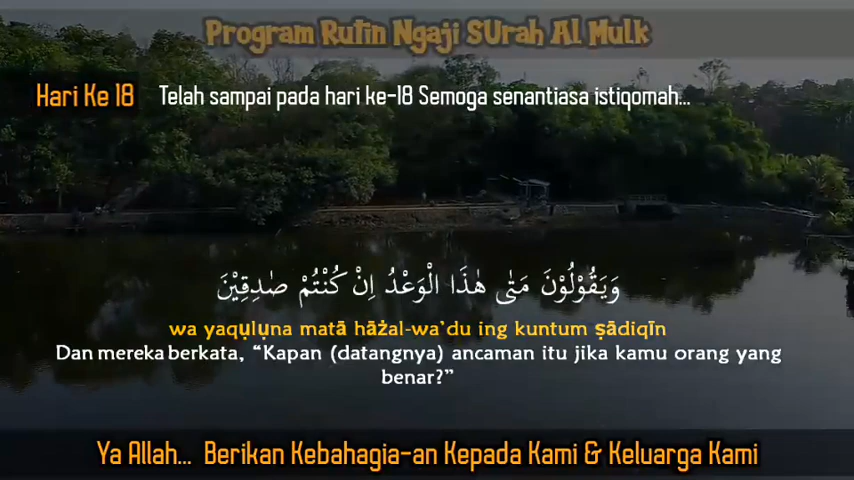 Program Rutin Ngaji SUrah Al Mulk
Hari Ke 18 Telah sampai pada hari ke-18 Semoga senantiasa istiqomah...
وَيَقُوْلُوْنَ مَتٰى هٰذَا الْوَعْدُ اِنْ كُنْتُمْ صٰدِقِيْنَ
wa yaqụlụna matā hāżal-wa'du ing kuntum ṣādiqīn
Dan mereka berkata, “Kapan (datangnya) ancaman itu jika kamu orang yang
benar?”
Ya Allah... Berikan Kebahagia-an Kepada Kami & Keluarga Kami